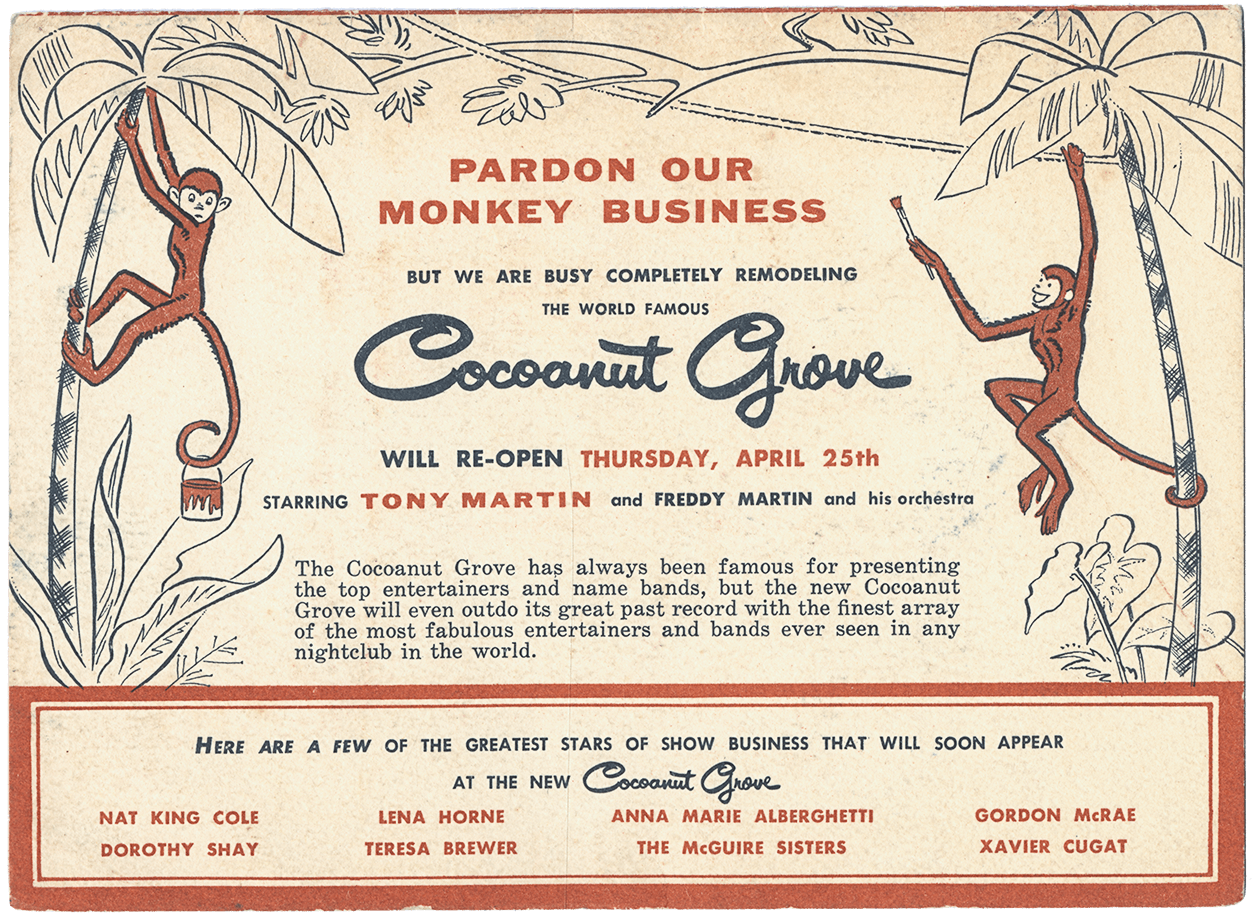 PARDON OUR
MONKEY BUSINESS
BUT WE ARE BUSY COMPLETELY REMODELING
THE WORLD FAMOUS
Cocoanut Grove
WILL RE-OPEN THURSDAY, APRIL 25th
STARRING TONY MARTIN and FREDDY MARTIN and his orchestra
The Cocoanut Grove has always been famous for presenting
the top entertainers and name bands, but the new Cocoanut
Grove will even outdo its great past record with the finest array
of the most fabulous entertainers and bands ever seen in any
nightclub in the world.
HERE ARE A FEW OF THE GREATEST STARS OF SHOW BUSINESS THAT WILL SOON APPEAR
AT THE NEW Cocoanut Grove
NAT KING COLE LENA HORNE ANNA MARIE ALBERGHETTI GORDON McRAE
DOROTHY SHAY TERESA BREWER THE McGUIRE SISTERS XAVIER CUGAT